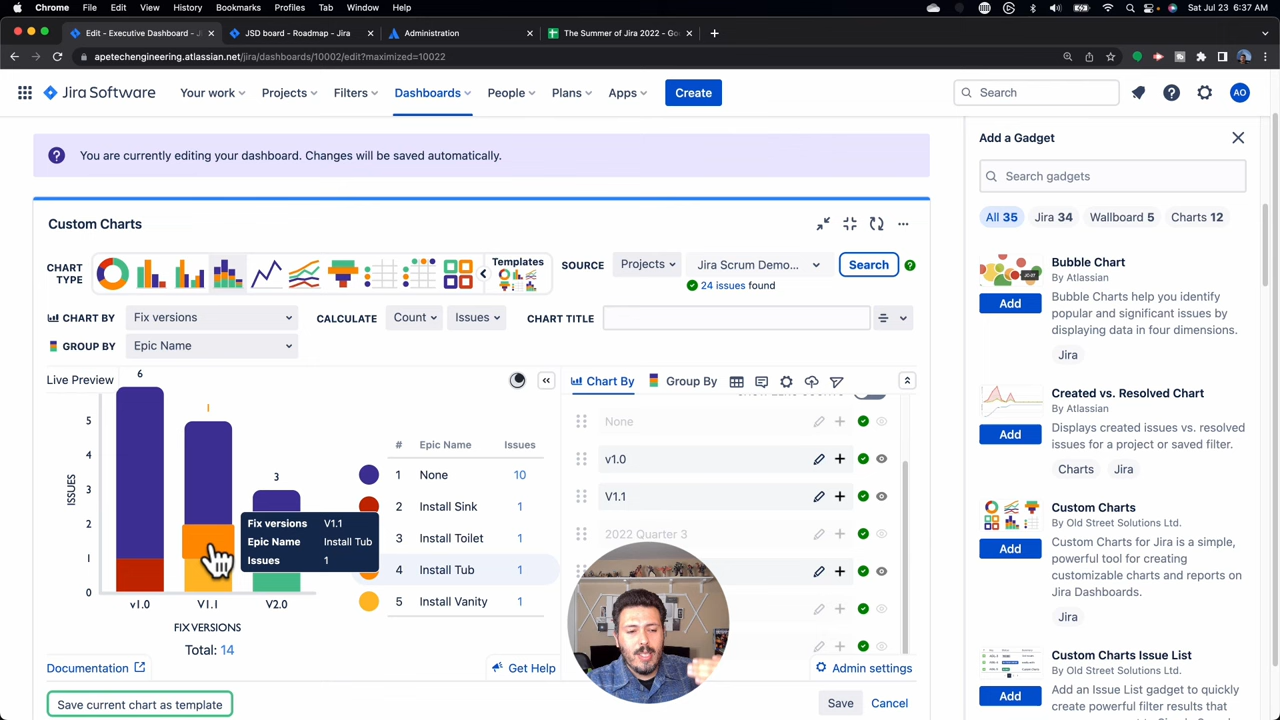 Chrome File Edit View History Bookmarks Profiles Tab Window Help Sat Jul 23 6:37 AM
Edit - Executive Dashboard - J JSD board - Roadmap - Jira Administration The Summer of Jira 2022 - Goo
apetechengineering.atlassian.net/jira/dashboards/10002/edit?maximized=10022
Jira Software Your work Projects Filters Dashboards People Plans Apps Create Search AO
You are currently editing your dashboard. Changes will be saved automatically.
Custom Charts
CHART TYPE
Templates
SOURCE Projects Jira Scrum Demo... Search
24 issues found
CHART BY Fix versions CALCULATE Count Issues CHART TITLE
GROUP BY Epic Name
Live Preview
Chart By Group By
6
5
4
3
2
1
0
ISSUES
3
v1.0 V1.1 V2.0
FIX VERSIONS
Total: 14
Fix versions V1.1
Epic Name Install Tub
Issues 1
# Epic Name Issues
1 None 10
2 Install Sink 1
3 Install Toilet 1
4 Install Tub 1
5 Install Vanity 1
None
v1.0
V1.1
2022 Quarter 3
Documentation Get Help Admin settings
Save current chart as template Save Cancel
Add a Gadget
Search gadgets
All 35 Jira 34 Wallboard 5 Charts 12
Bubble Chart
By Atlassian
Add
Bubble Charts help you identify
popular and significant issues by
displaying data in four dimensions.
Jira
Created vs. Resolved Chart
By Atlassian
Add
Displays created issues vs. resolved
issues for a project or saved filter.
Charts Jira
Custom Charts
By Old Street Solutions Ltd.
Add
Custom Charts for Jira is a simple,
powerful tool for creating
customizable charts and reports on
Jira Dashboards.
Jira
Custom Charts Issue List
By Old Street Solutions Ltd.
Add
Add an Issue List gadget to quickly
create powerful filter results that